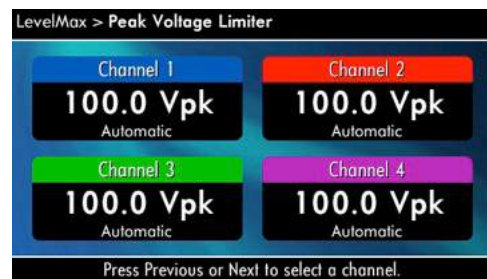 LevelMax > Peak Voltage Limiter
Channel 1
100.0 Vpk
Automatic
Channel 2
100.0 Vpk
Automatic
Channel 3
100.0 Vpk
Automatic
Channel 4
100.0 Vpk
Automatic
Press Previous or Next to select a channel.